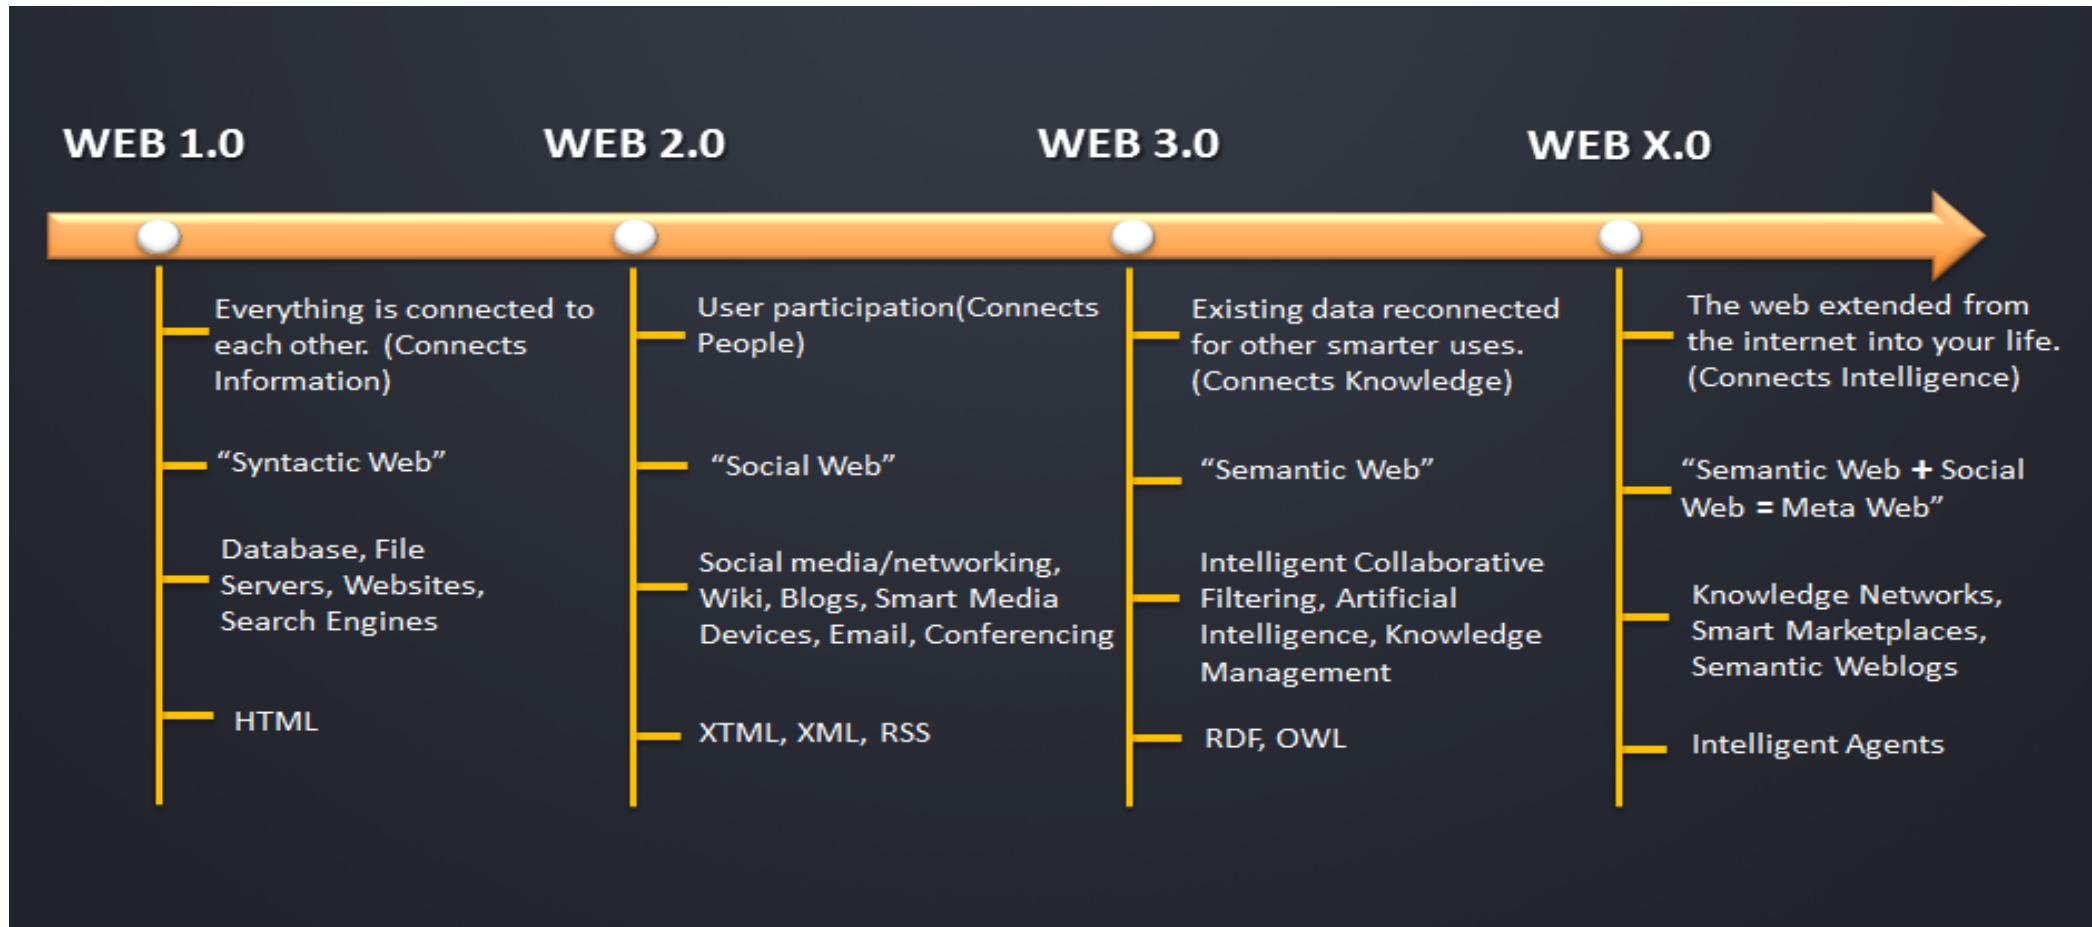 WEB 1.0
WEB 2.0
WEB 3.0
WEB X.0
Everything is connected to
each other. (Connects
Information)
“Syntactic Web”
Database, File
Servers, Websites,
Search Engines
HTML
User participation(Connects
People)
“Social Web”
Social media/networking,
Wiki, Blogs, Smart Media
Devices, Email, Conferencing
XTML, XML, RSS
Existing data reconnected
for other smarter uses.
(Connects Knowledge)
“Semantic Web”
Intelligent Collaborative
Filtering, Artificial
Intelligence, Knowledge
Management
RDF, OWL
The web extended from
the internet into your life.
(Connects Intelligence)
“Semantic Web + Social
Web = Meta Web”
Knowledge Networks,
Smart Marketplaces,
Semantic Weblogs
Intelligent Agents